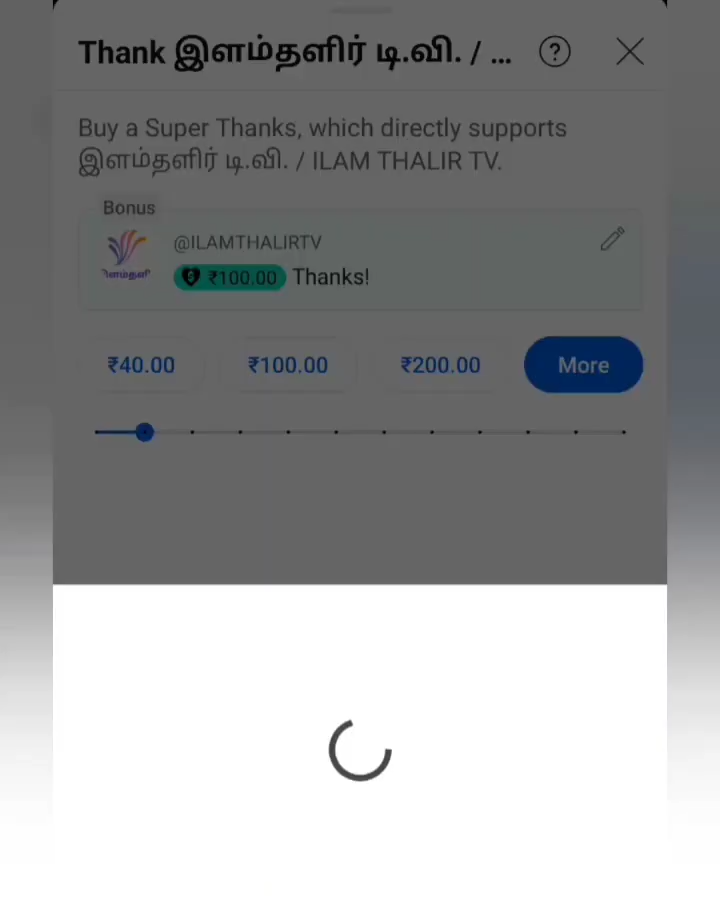 Thank இளம்தளிர் டி.வி. / ...
Buy a Super Thanks, which directly supports
இளம்தளிர் டி.வி. / ILAM THALIR TV.
Bonus
@ILAMTHALIRTV
₹100.00 Thanks!
₹40.00 ₹100.00 ₹200.00 More